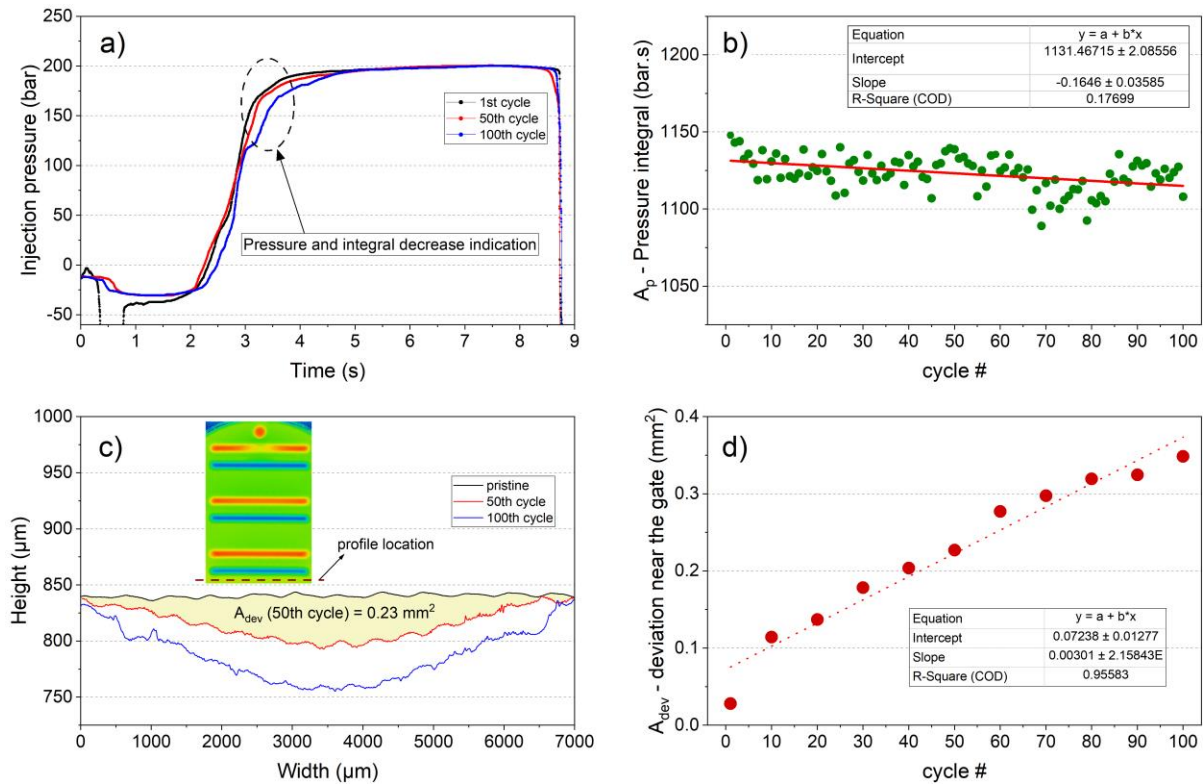 a)
200
150
100
50
0
-50
Injection pressure (bar)
1st cycle
50th cycle
100th cycle
Pressure and integral decrease indication
0 1 2 3 4 5 6 7 8 9
Time (s)
b)
1200
1150
1100
1050
Ap - Pressure integral (bar.s)
Equation y = a + b*x
Intercept 1131.46715 ± 2.08556
Slope -0.1646 ± 0.03585
R-Square (COD) 0.17699
0 10 20 30 40 50 60 70 80 90 100
cycle #
c)
1000
950
900
850
800
750
Height (µm)
pristine
50th cycle
100th cycle
profile location
Adev (50th cycle) = 0.23 mm²
0 1000 2000 3000 4000 5000 6000 7000
Width (µm)
d)
0.4
0.3
0.2
0.1
0.0
Adev - deviation near the gate (mm²)
Equation y = a + b*x
Intercept 0.07238 ± 0.01277
Slope 0.00301 ± 2.15843E
R-Square (COD) 0.95583
0 10 20 30 40 50 60 70 80 90 100
cycle #